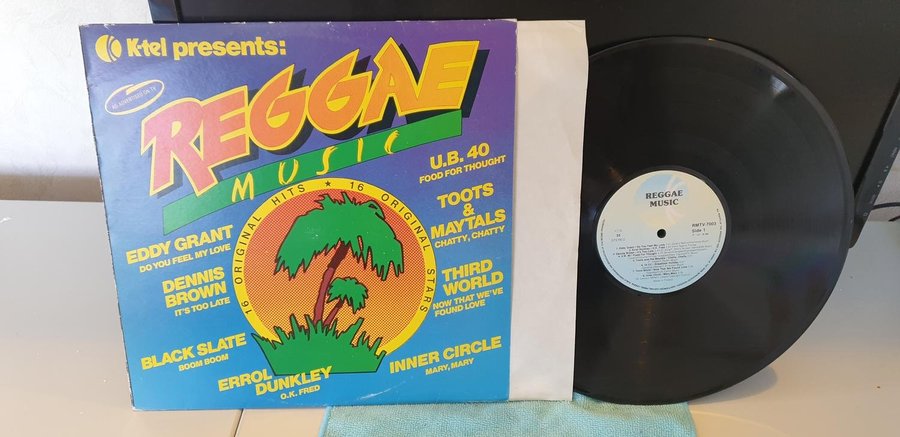 K-tel presents:
AS ADVERTISED ON TV
REGGAE
MUSIC
U.B. 40
FOOD FOR THOUGHT
TOOTS
&
MAYTALS
CHATTY, CHATTY
16 ORIGINAL HITS ★ 16 ORIGINAL STARS
EDDY GRANT
DO YOU FEEL MY LOVE
DENNIS
BROWN
IT'S TOO LATE
THIRD
WORLD
NOW THAT WE'VE
FOUND LOVE
BLACK SLATE
BOOM BOOM
ERROL
DUNKLEY
O.K. FRED
INNER CIRCLE
MARY, MARY
REGGAE
MUSIC
RMTV-7003
Side 1
STEREO